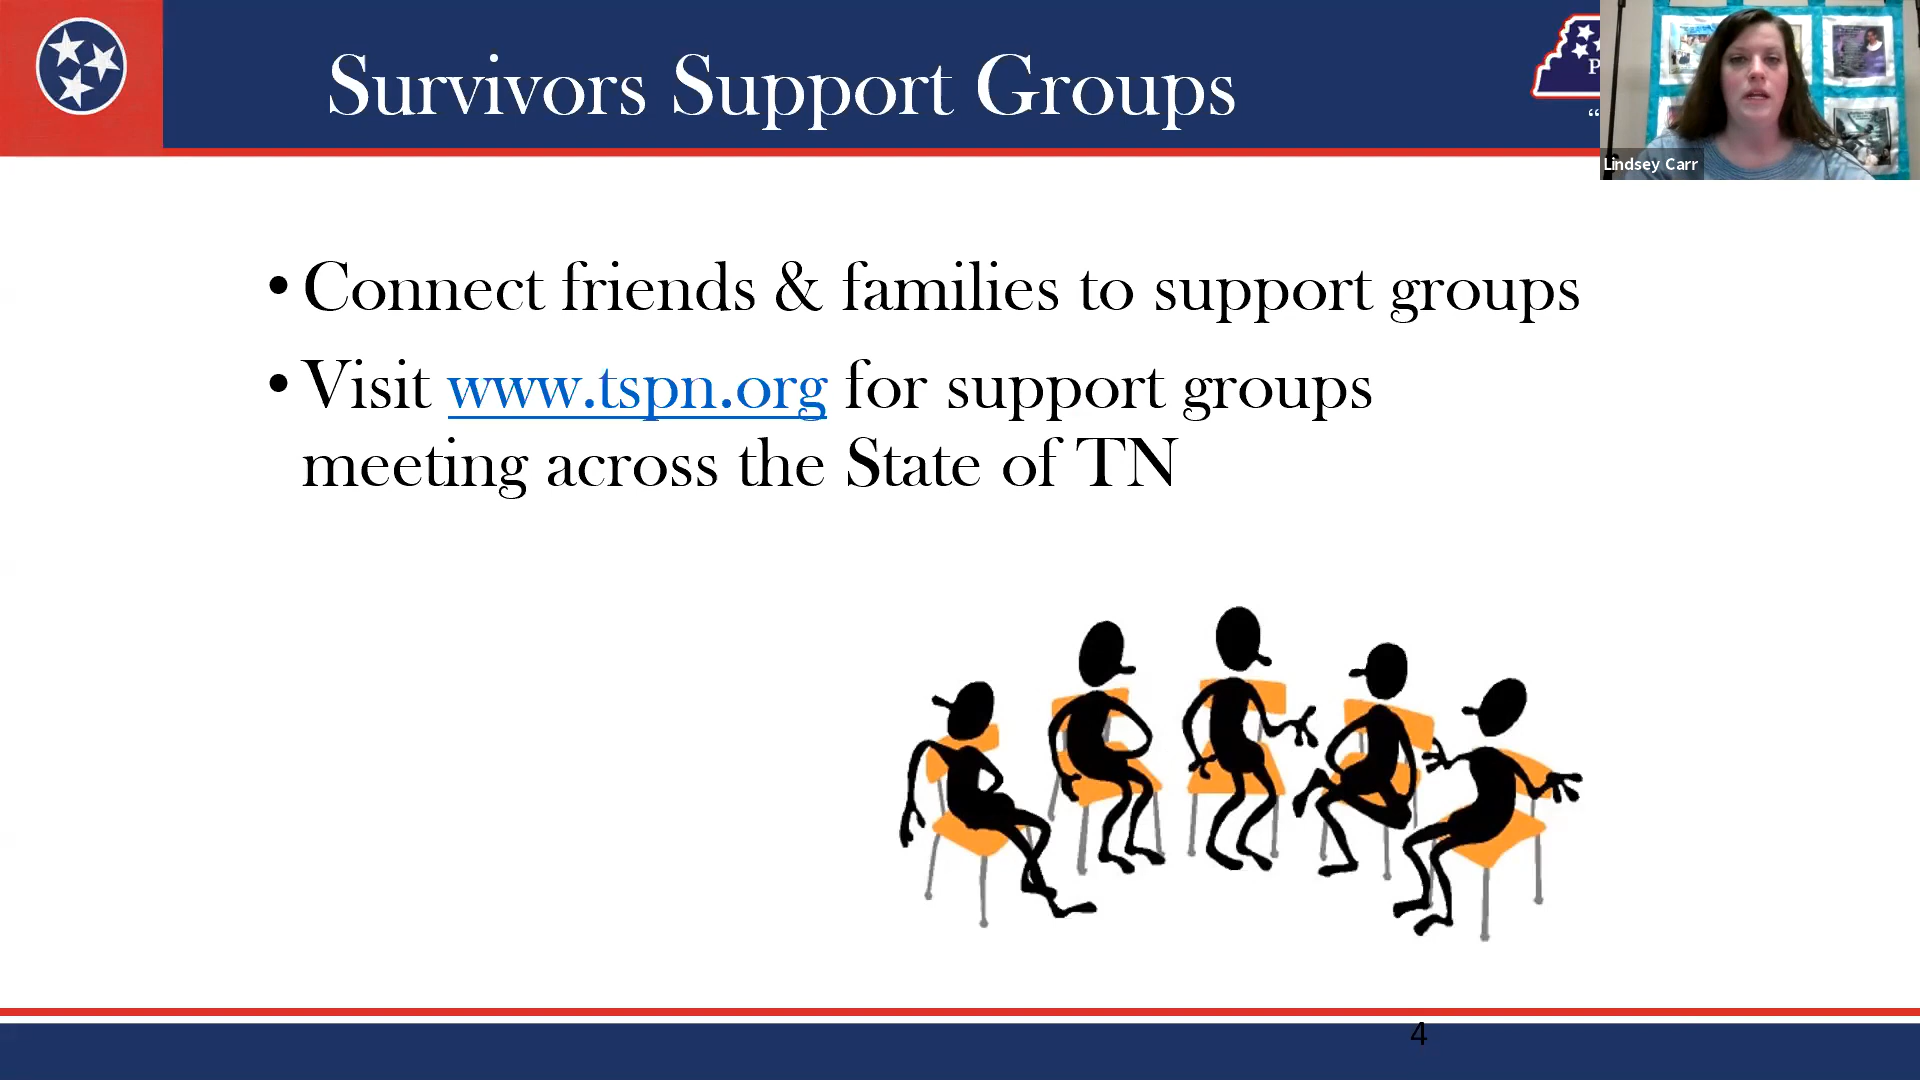 Survivors Support Groups
P
“
Lindsey Carr
• Connect friends & families to support groups
• Visit www.tspn.org for support groups
meeting across the State of TN
4